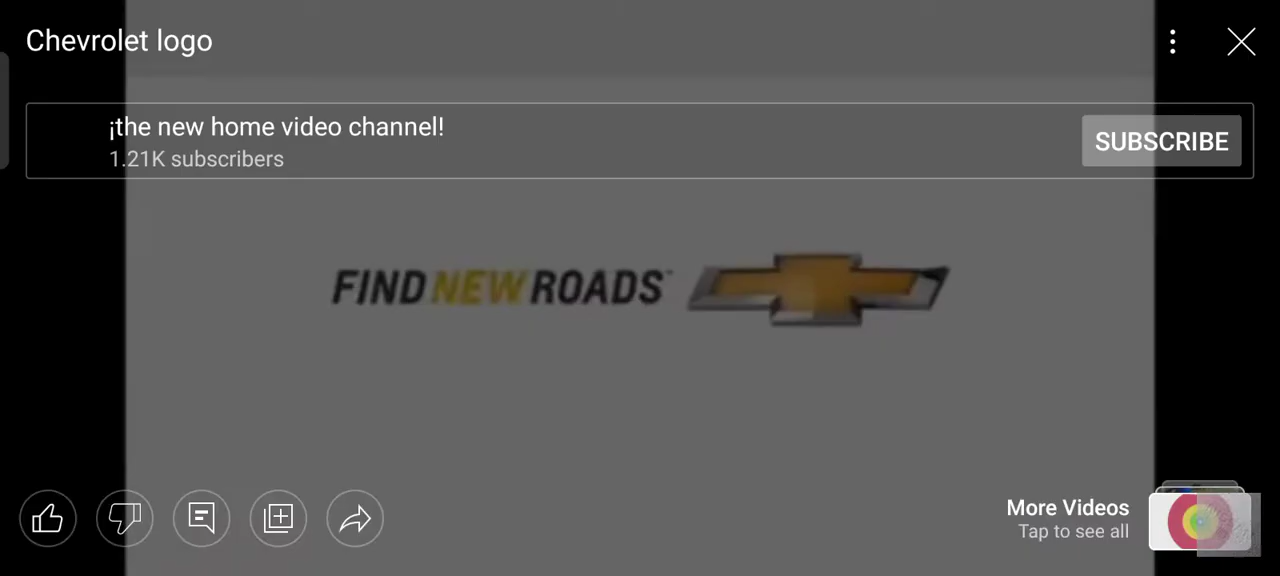 Chevrolet logo
¡the new home video channel!
1.21K subscribers
SUBSCRIBE
FIND NEW ROADS™
More Videos
Tap to see all